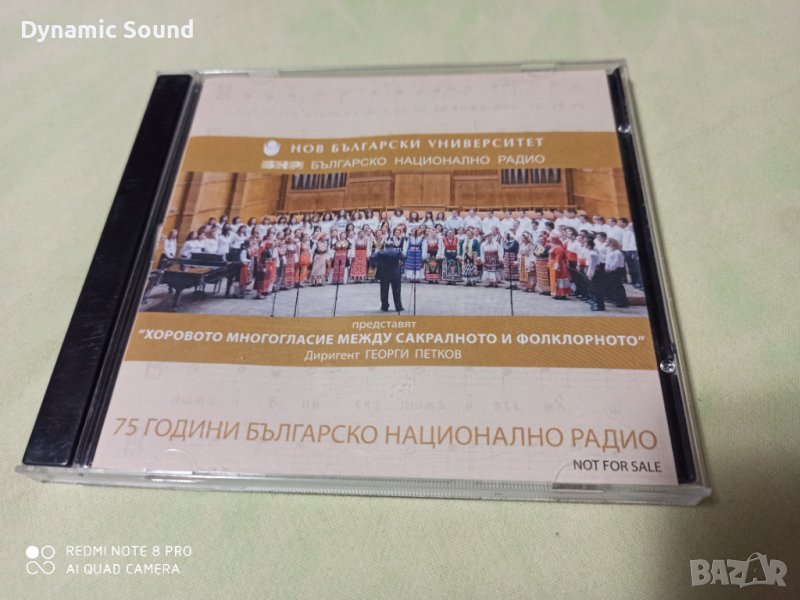 Dynamic Sound
НОВ БЪЛГАРСКИ УНИВЕРСИТЕТ
БНР БЪЛГАРСКО НАЦИОНАЛНО РАДИО
представят
"ХОРОВОТО МНОГОГЛАСИЕ МЕЖДУ САКРАЛНОТО И ФОЛКЛОРНОТО"
Диригент ГЕОРГИ ПЕТКОВ
75 ГОДИНИ БЪЛГАРСКО НАЦИОНАЛНО РАДИО
NOT FOR SALE
REDMI NOTE 8 PRO
AI QUAD CAMERA
BAZAR